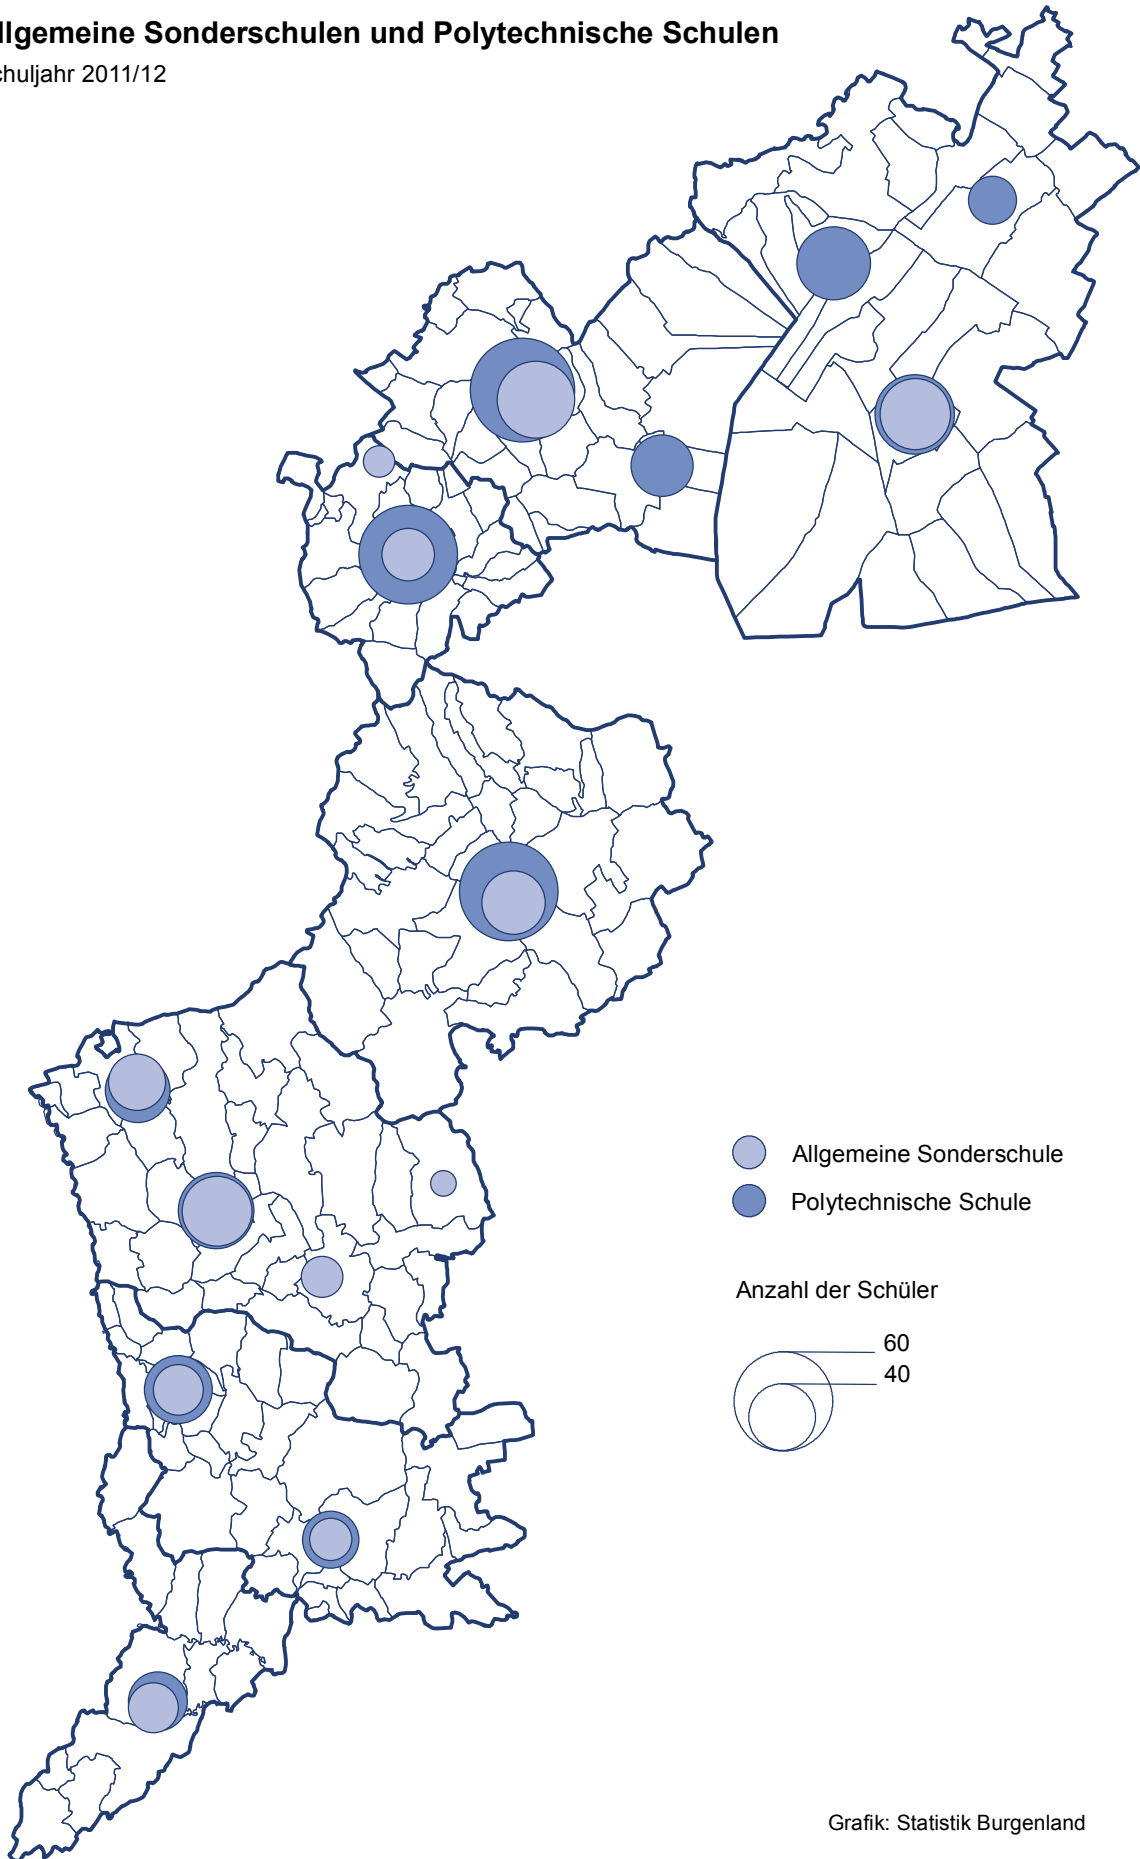 llgemeine Sonderschulen und Polytechnische Schulen
chuljahr 2011/12
Allgemeine Sonderschule
Polytechnische Schule
Anzahl der Schüler
60
40
Grafik: Statistik Burgenland